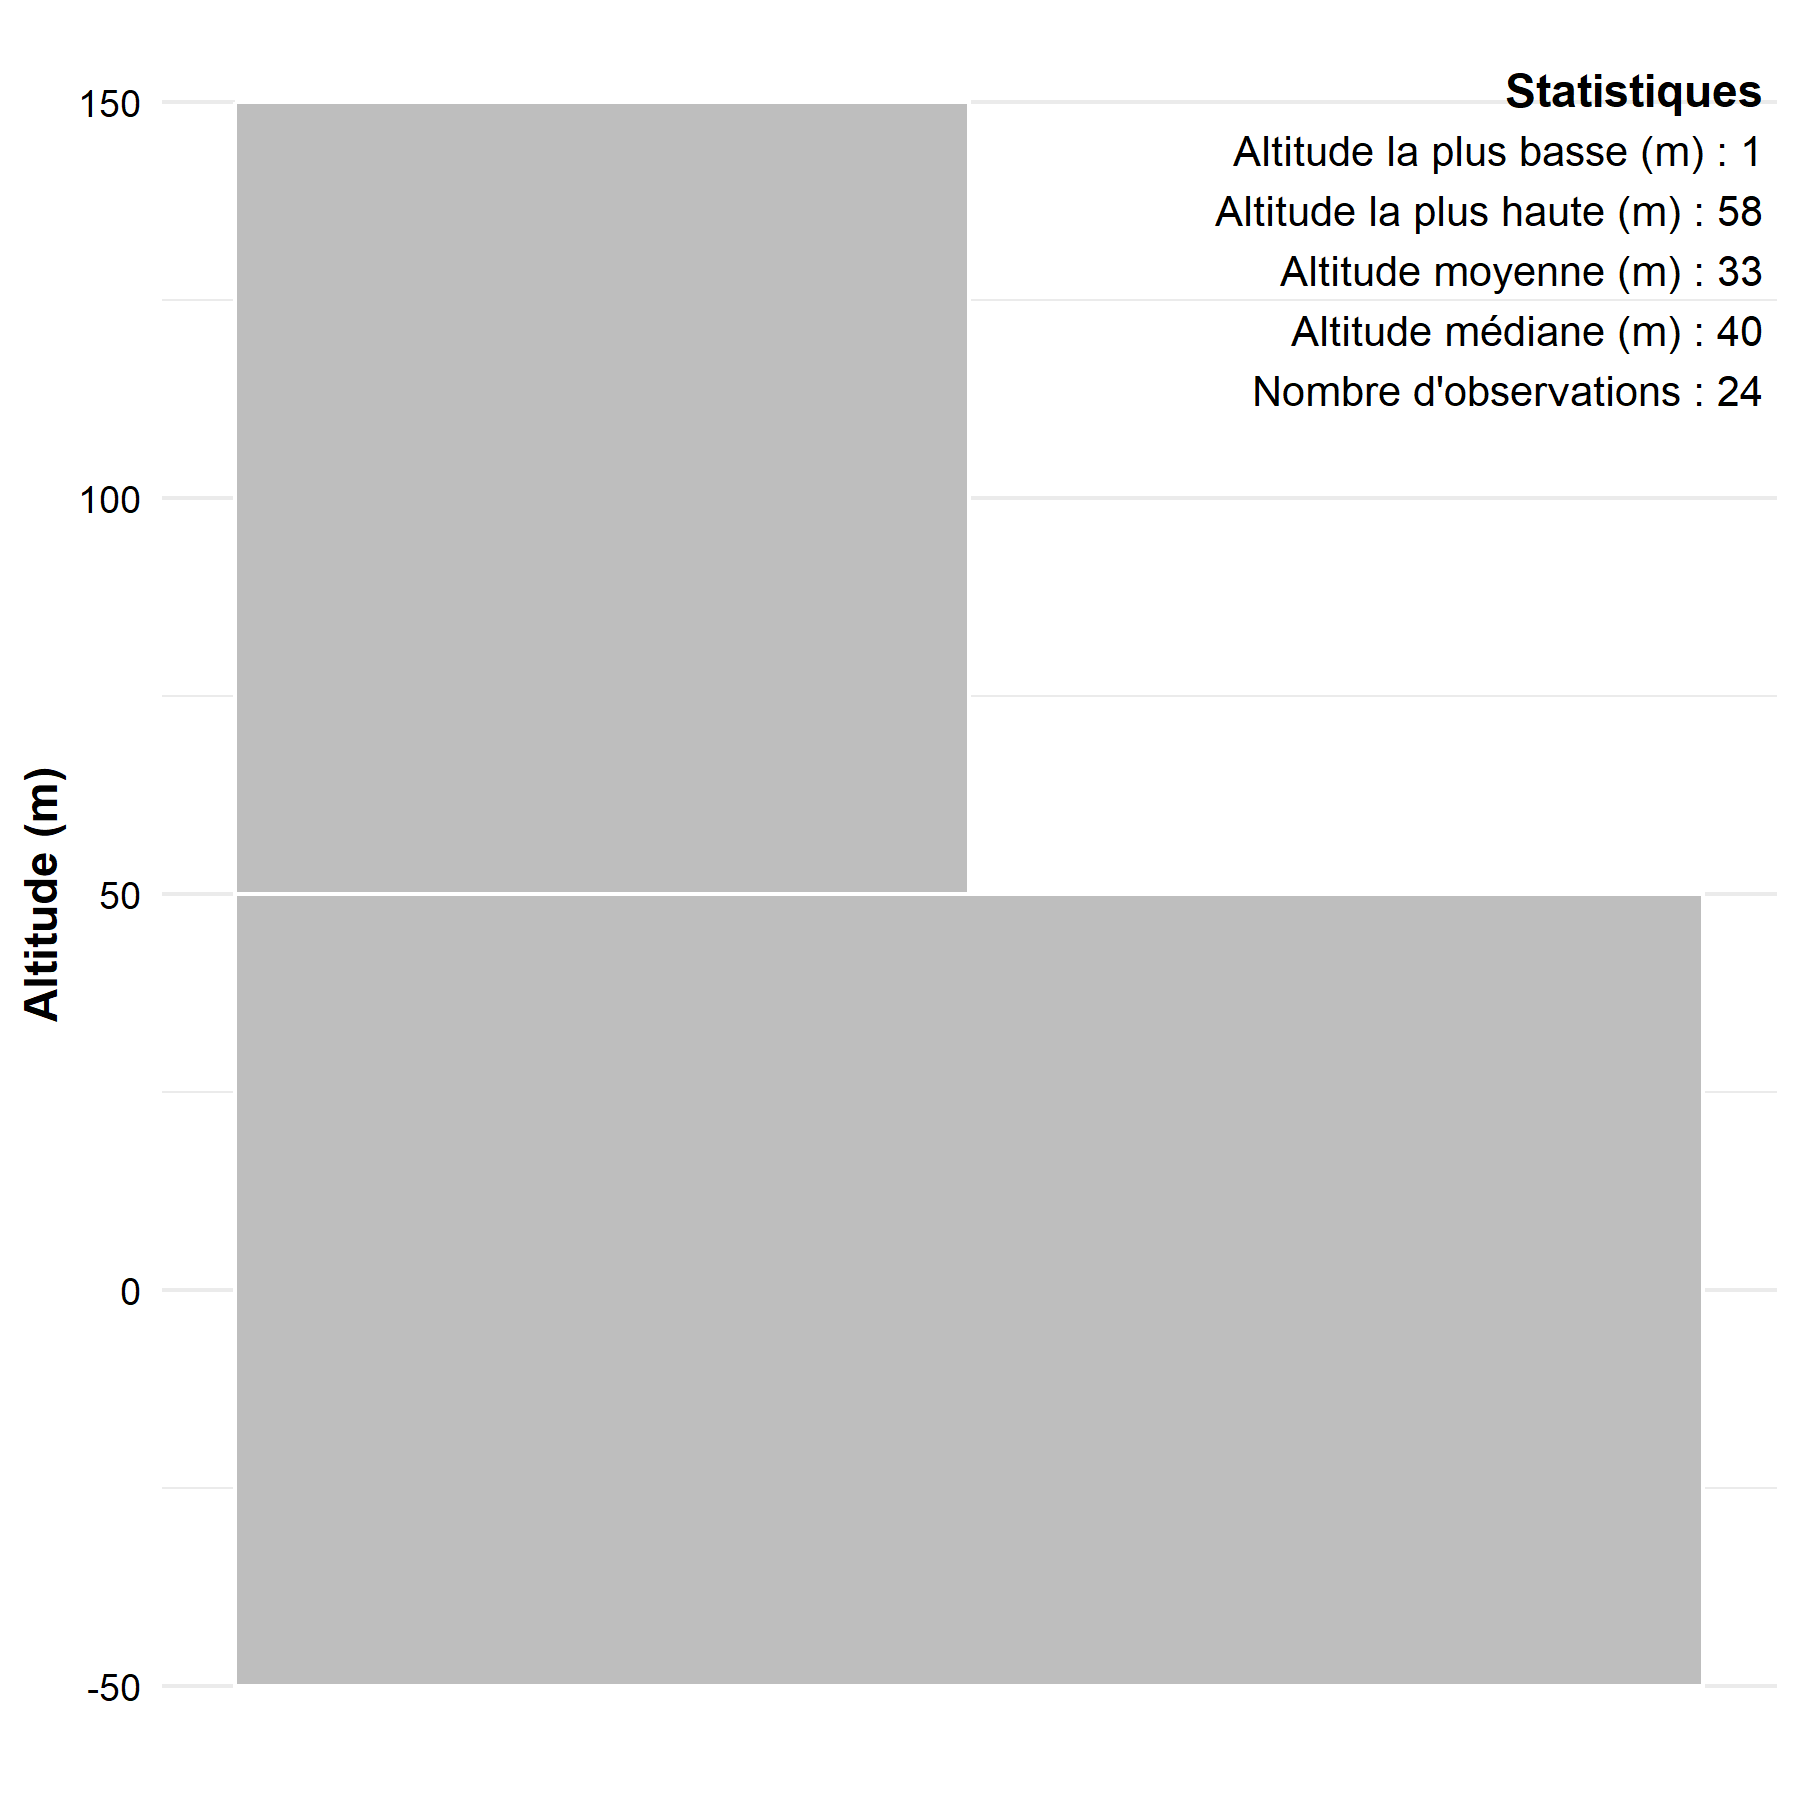 Statistiques
Altitude la plus basse (m) : 1
Altitude la plus haute (m) : 58
Altitude moyenne (m) : 33
Altitude médiane (m) : 40
Nombre d'observations : 24
150
100
50
0
-50
Altitude (m)